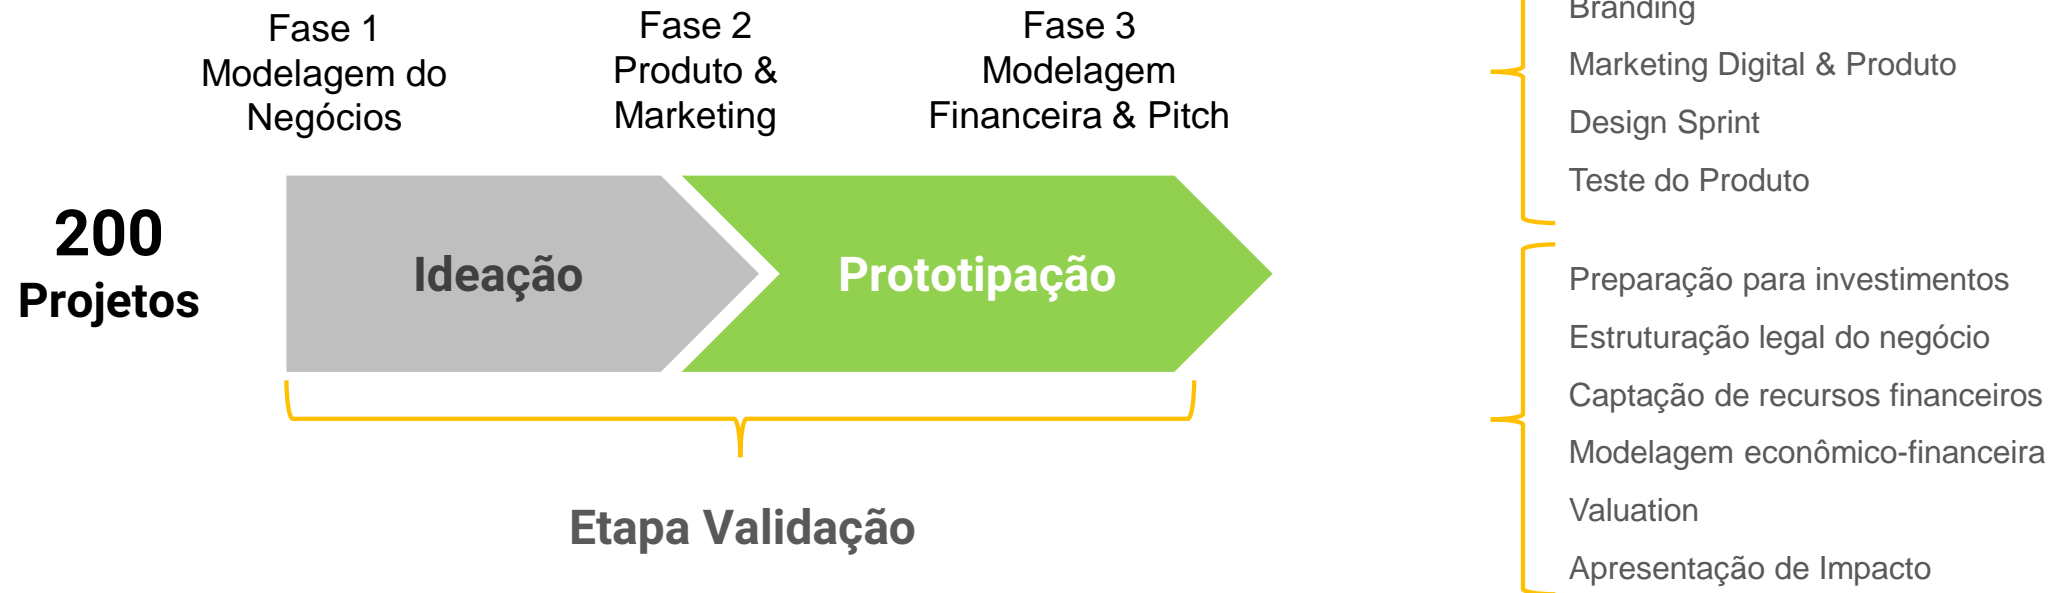 Fase 1
Modelagem do
Negócios
Fase 2
Produto &
Marketing
Fase 3
Modelagem
Financeira & Pitch
200
Projetos
Ideação
Prototipação
Etapa Validação
Branding
Marketing Digital & Produto
Design Sprint
Teste do Produto
Preparação para investimentos
Estruturação legal do negócio
Captação de recursos financeiros
Modelagem econômico-financeira
Valuation
Apresentação de Impacto